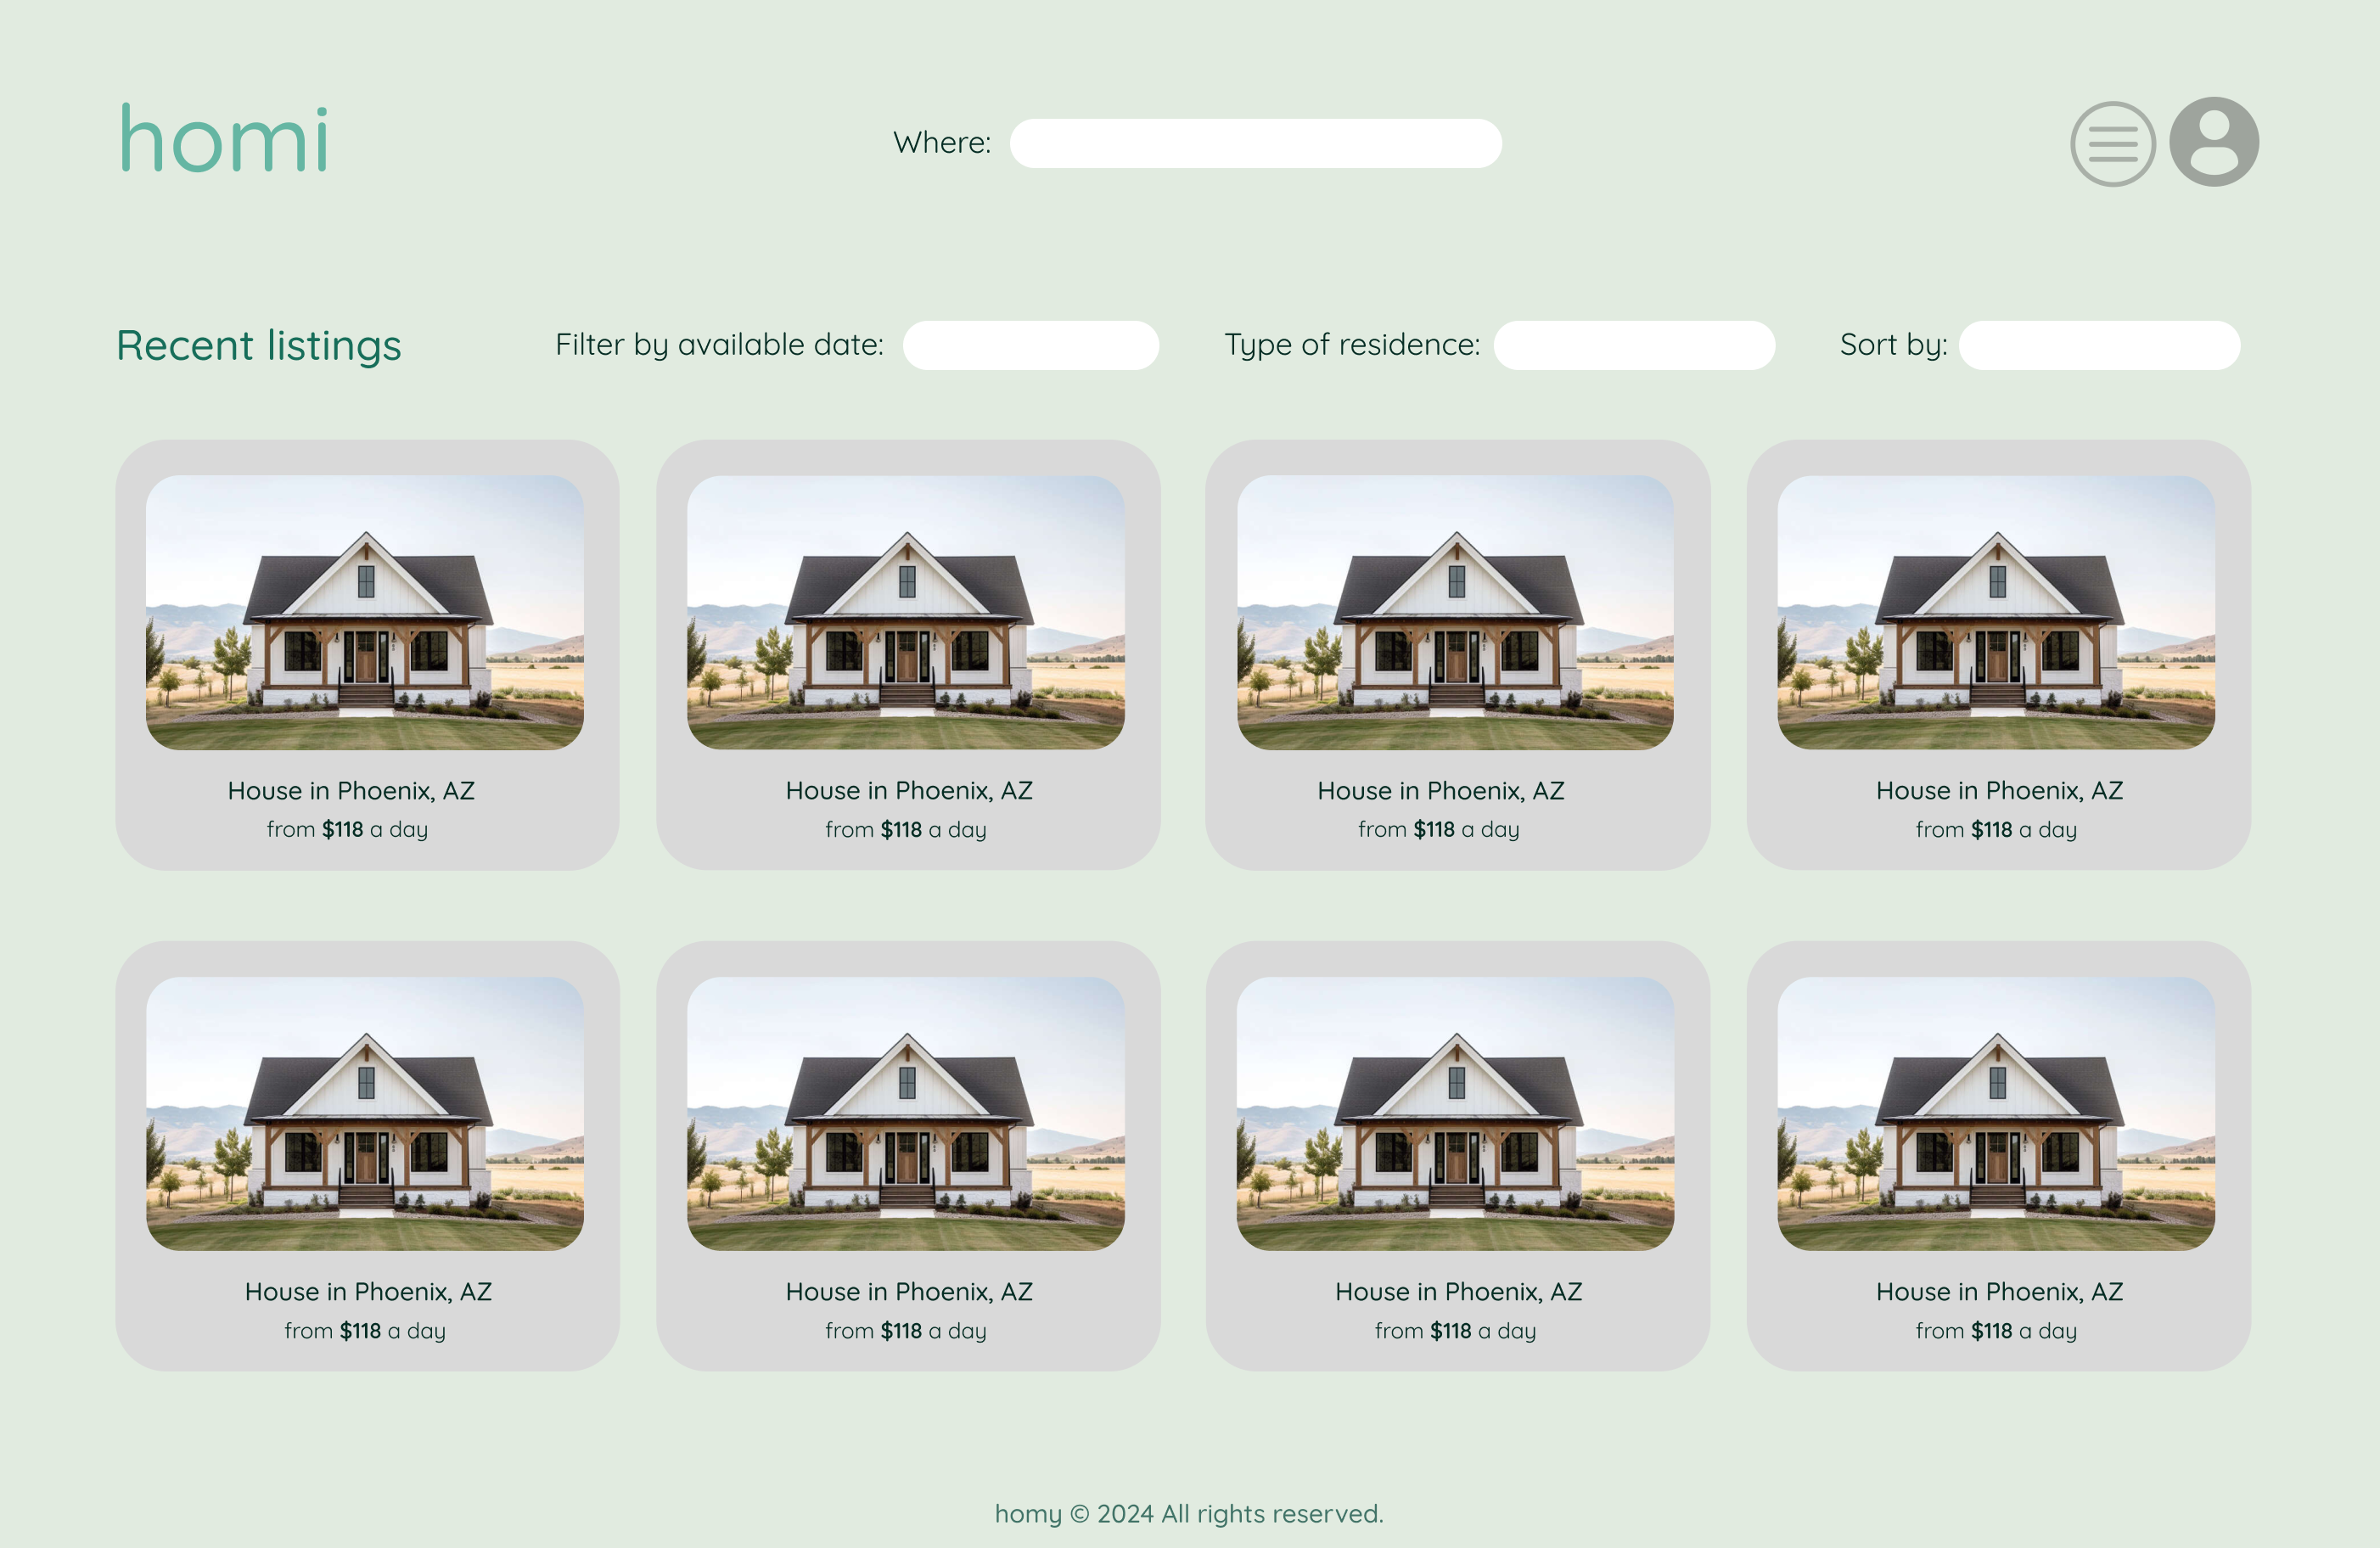 homi
Where:
Recent listings
Filter by available date:
Type of residence:
Sort by:
House in Phoenix, AZ
from $118 a day
House in Phoenix, AZ
from $118 a day
House in Phoenix, AZ
from $118 a day
House in Phoenix, AZ
from $118 a day
House in Phoenix, AZ
from $118 a day
House in Phoenix, AZ
from $118 a day
House in Phoenix, AZ
from $118 a day
House in Phoenix, AZ
from $118 a day
homy © 2024 All rights reserved.